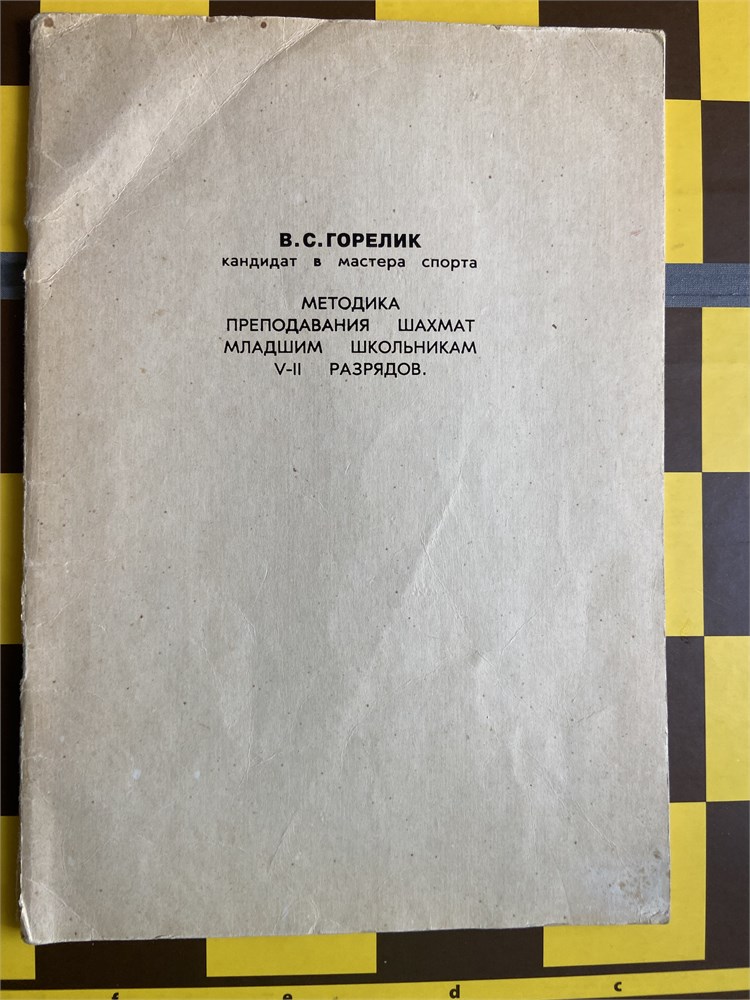 В.С.ГОРЕЛИК
кандидат в мастера спорта
МЕТОДИКА
ПРЕПОДАВАНИЯ ШАХМАТ
МЛАДШИМ ШКОЛЬНИКАМ
V-II РАЗРЯДОВ.
f e d c